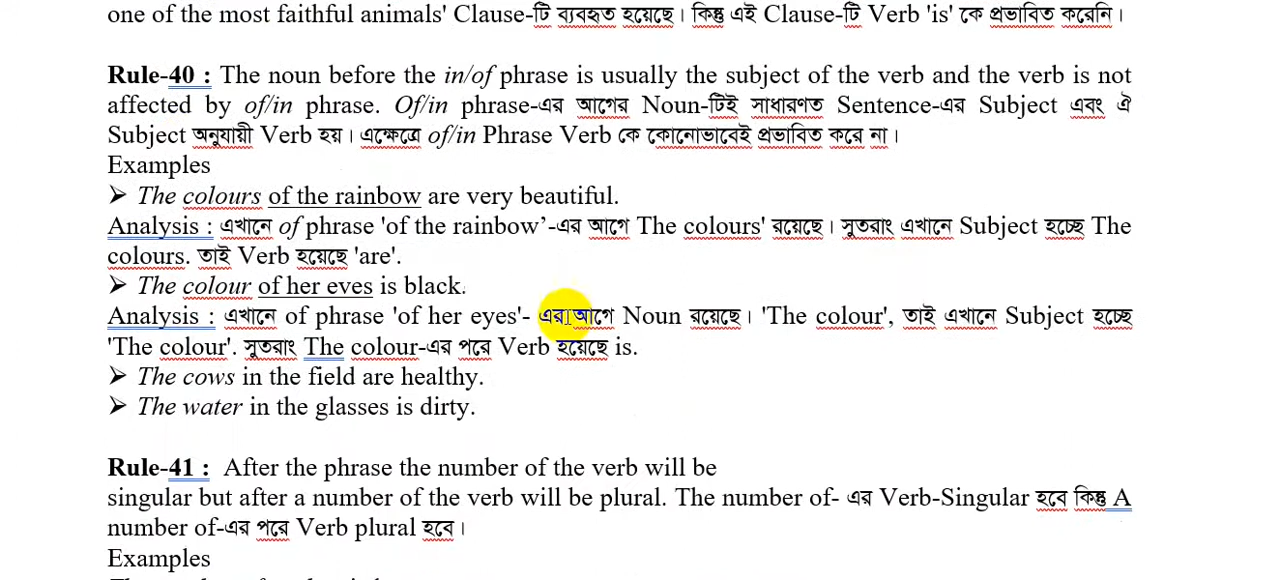 one of the most faithful animals' Clause-টি ব্যবহৃত হয়েছে। কিন্তু এই Clause-টি Verb 'is' কে প্রভাবিত করেনি।
Rule-40 : The noun before the in/of phrase is usually the subject of the verb and the verb is not
affected by of/in phrase. Of/in phrase-এর আগের Noun-টিই সাধারণত Sentence-এর Subject এবং ঐ
Subject অনুযায়ী Verb হয়। এক্ষেত্রে of/in Phrase Verb কে কোনোভাবেই প্রভাবিত করে না।
Examples
➢ The colours of the rainbow are very beautiful.
Analysis : এখানে of phrase 'of the rainbow’-এর আগে The colours' রয়েছে। সুতরাং এখানে Subject হচ্ছে The
colours. তাই Verb হয়েছে 'are'.
➢ The colour of her eves is black.
Analysis : এখানে of phrase 'of her eyes'- এর আগে Noun রয়েছে। 'The colour', তাই এখানে Subject হচ্ছে
'The colour'. সুতরাং The colour-এর পরে Verb হয়েছে is.
➢ The cows in the field are healthy.
➢ The water in the glasses is dirty.
Rule-41 : After the phrase the number of the verb will be
singular but after a number of the verb will be plural. The number of- এর Verb-Singular হবে কিন্তু A
number of-এর পরে Verb plural হবে।
Examples